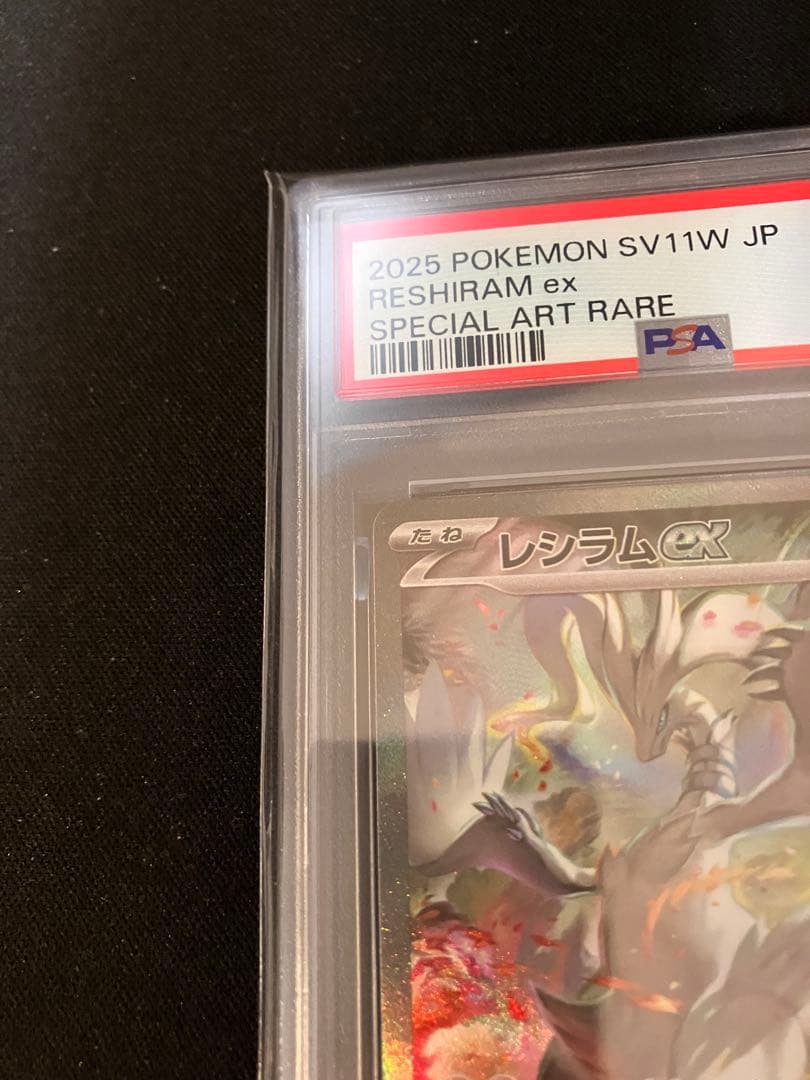 2025 POKEMON SV11W JP
RESHIRAM ex
SPECIAL ART RARE
PSA
たね
レシラムex